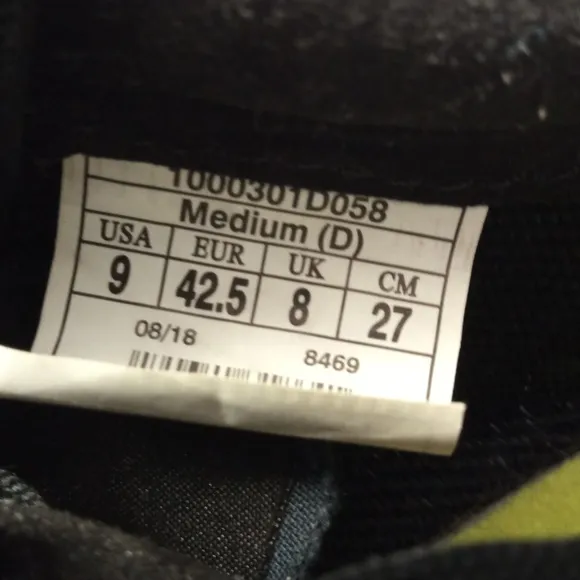 1000301D058
Medium (D)
USA EUR UK CM
9 42.5 8 27
08/18 8469